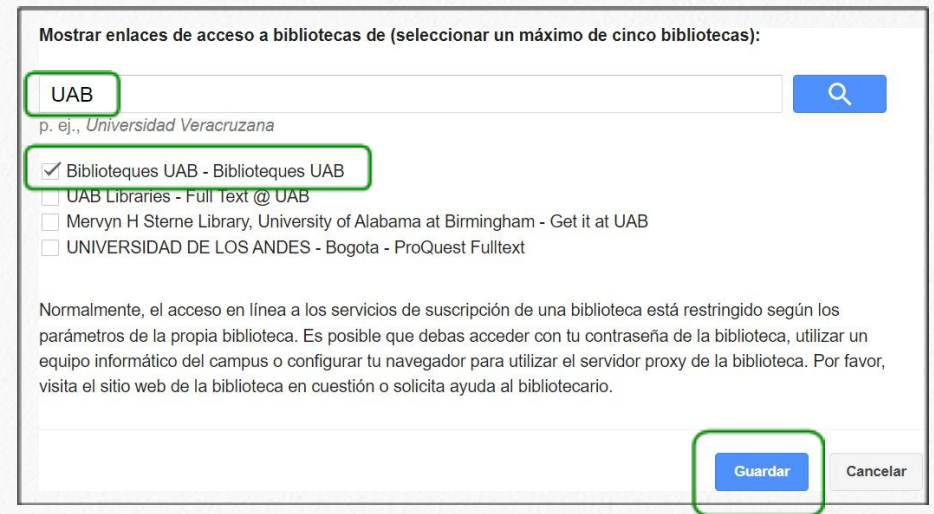 Mostrar enlaces de acceso a bibliotecas de (seleccionar un máximo de cinco bibliotecas):
UAB
p. ej., Universidad Veracruzana
Biblioteques UAB - Biblioteques UAB
UAB Libraries - Full Text @ UAB
Mervyn H Sterne Library, University of Alabama at Birmingham - Get it at UAB
UNIVERSIDAD DE LOS ANDES - Bogota - ProQuest Fulltext
Normalmente, el acceso en línea a los servicios de suscripción de una biblioteca está restringido según los
parámetros de la propia biblioteca. Es posible que debas acceder con tu contraseña de la biblioteca, utilizar un
equipo informático del campus o configurar tu navegador para utilizar el servidor proxy de la biblioteca. Por favor,
visita el sitio web de la biblioteca en cuestión o solicita ayuda al bibliotecario.
Guardar Cancelar